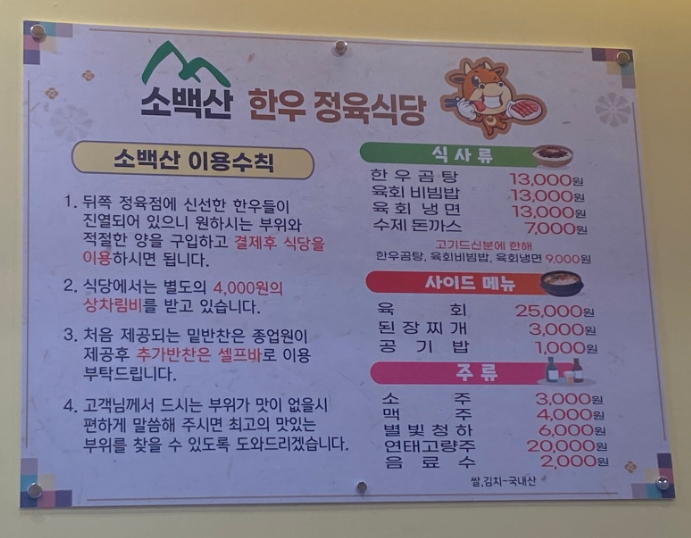 소백산 한우 정육식당
소백산 이용수칙
1. 뒤쪽 정육점에 신선한 한우들이
진열되어 있으니 원하시는 부위와
적절한 양을 구입하고 결제후 식당을
이용하시면 됩니다.
2. 식당에서는 별도의 4,000원의
상차림비를 받고 있습니다.
3. 처음 제공되는 밑반찬은 종업원이
제공후 추가반찬은 셀프바로 이용
부탁드립니다.
4. 고객님께서 드시는 부위가 맛이 없을시
편하게 말씀해 주시면 최고의 맛있는
부위를 찾을 수 있도록 도와드리겠습니다.
식사류
한우곰탕 13,000원
육회비빔밥 13,000원
육회냉면 13,000원
수제돈까스 7,000원
고기드신분에 한해
한우곰탕, 육회비빔밥, 육회냉면 9,000원
사이드 메뉴
육회 25,000원
된장찌개 3,000원
공기밥 1,000원
주류
소주 3,000원
맥주 4,000원
별빛청하 6,000원
연태고량주 20,000원
음료수 2,000원
쌀,김치-국내산